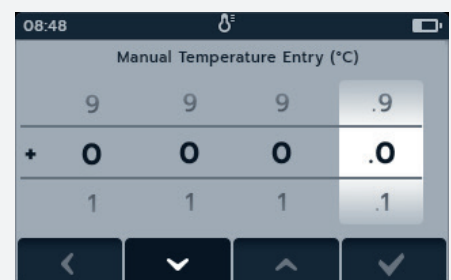 08:48
Manual Temperature Entry (°C)
9 9 9 .9
+ 0 0 0 .0
1 1 1 .1